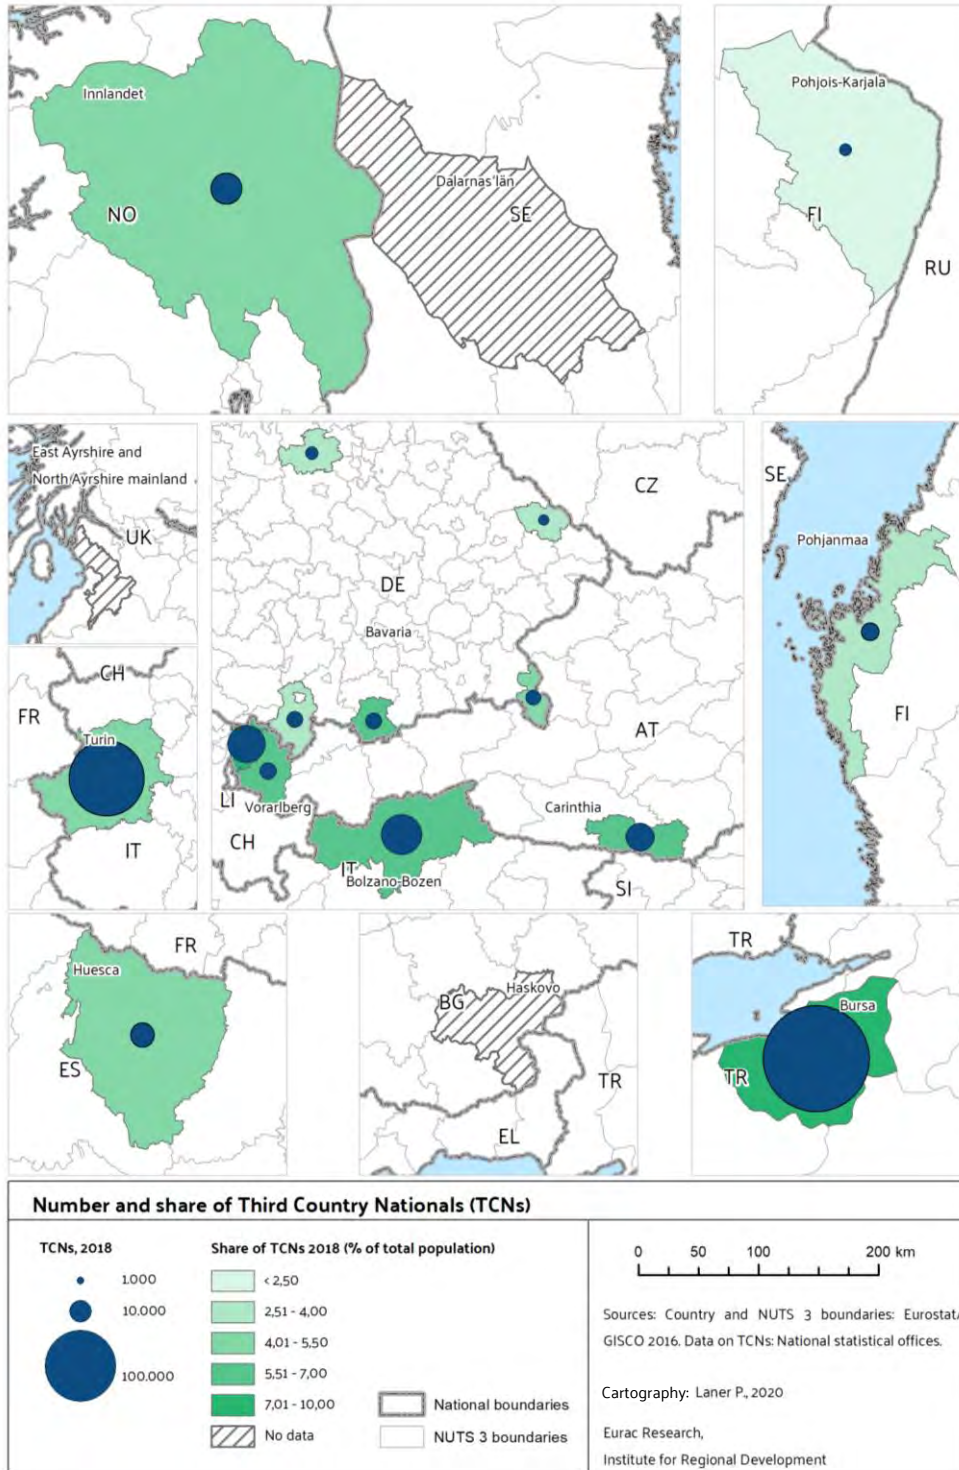 Innlandet
NO
Dalarnas län
SE
Pohjois-Karjala
FI
RU
East Ayrshire and
North Ayrshire mainland
UK
CZ
DE
Bavaria
AT
LI
Vorarlberg
CH
IT
Bolzano-Bozen
Carinthia
SI
SE
Pohjanmaa
FI
CH
FR
Turin
IT
FR
Huesca
ES
BG
Haskovo
TR
EL
TR
Bursa
TR
Number and share of Third Country Nationals (TCNs)
TCNs, 2018
1.000
10.000
100.000
Share of TCNs 2018 (% of total population)
< 2,50
2,51 - 4,00
4,01 - 5,50
5,51 - 7,00
7,01 - 10,00
No data
National boundaries
NUTS 3 boundaries
0 50 100 200 km
Sources: Country and NUTS 3 boundaries: Eurostat/
GISCO 2016. Data on TCNs: National statistical offices.
Cartography: Laner P., 2020
Eurac Research,
Institute for Regional Development